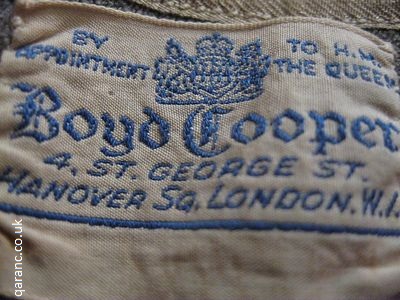 BY APPOINTMENT TO H.M. THE QUEEN
Boyd Cooper
4. ST. GEORGE ST.
HANOVER SQ. LONDON. W.1.
qaranc.co.uk